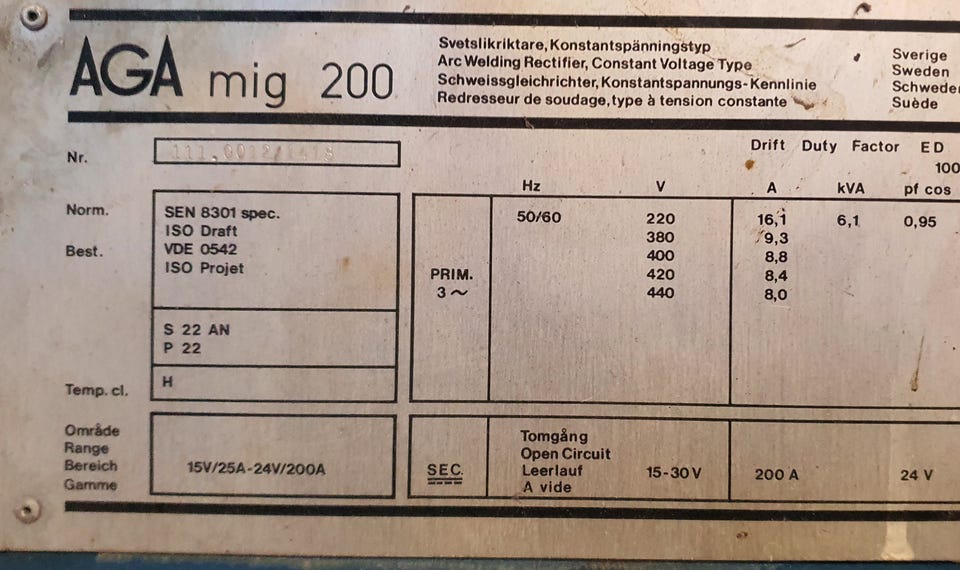 AGA mig 200
Svetslikriktare, Konstantspänningstyp
Arc Welding Rectifier, Constant Voltage Type
Schweissgleichrichter, Konstantspannungs-Kennlinie
Redresseur de soudage, type à tension constante
Sverige
Sweden
Schweden
Suède
Nr.
Drift Duty Factor ED
100
Hz V A kVA pf cos
Norm.
Best.
SEN 8301 spec.
ISO Draft
VDE 0542
ISO Projet
S 22 AN
P 22
Temp. cl. H
PRIM.
3 ~
50/60 220 16,1 6,1 0,95
380 9,3
400 8,8
420 8,4
440 8,0
Område
Range
Bereich
Gamme
15V/25A-24V/200A
SEC.
Tomgång
Open Circuit
Leerlauf
A vide
15-30 V 200 A 24 V